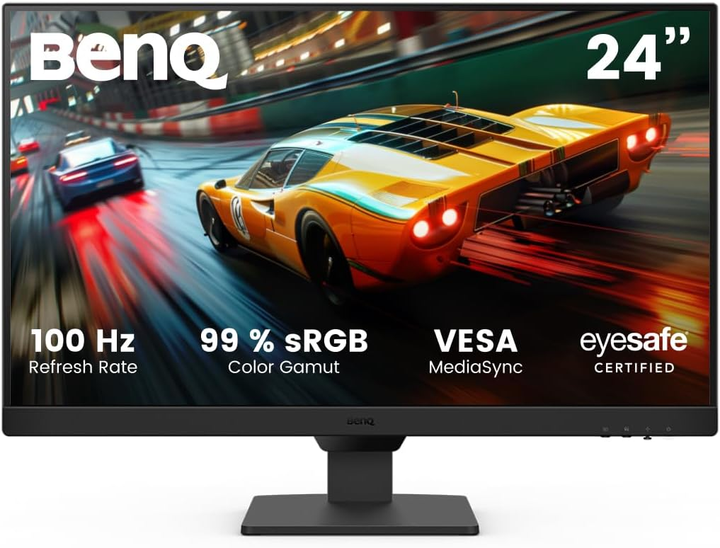 BenQ
24”
100 Hz
Refresh Rate
99 % sRGB
Color Gamut
VESA
MediaSync
eyesafe®
CERTIFIED
BenQ